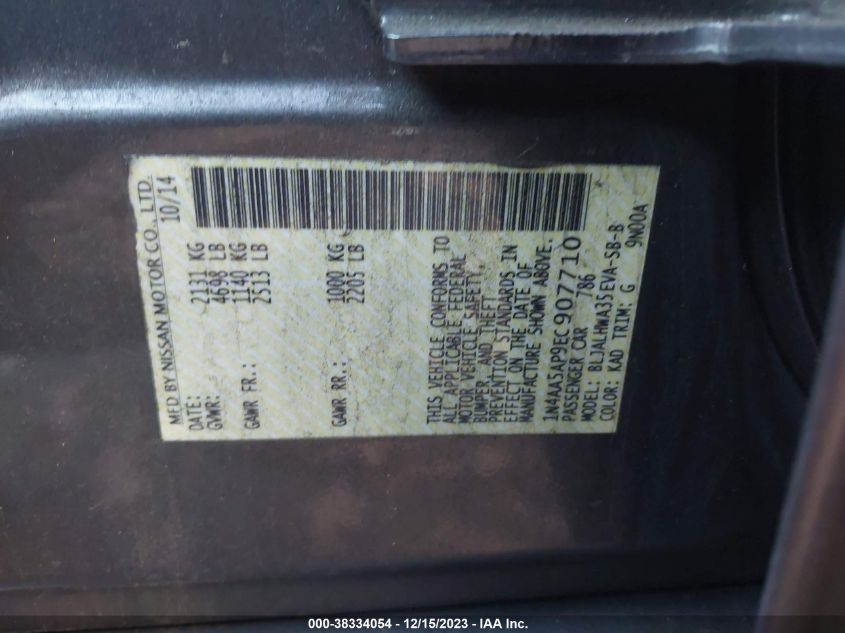 MFD BY NISSAN MOTOR CO., LTD.
DATE: 10/14
GVWR: 2131 KG
4698 LB
GAWR FR.: 1140 KG
2513 LB
GAWR RR.: 1000 KG
2205 LB
THIS VEHICLE CONFORMS TO
ALL APPLICABLE FEDERAL
MOTOR VEHICLE SAFETY,
BUMPER, AND THEFT
PREVENTION STANDARDS IN
EFFECT ON THE DATE OF
MANUFACTURE SHOWN ABOVE.
1N4AA5AP9EC907710
PASSENGER CAR 786
MODEL: BLJALHWA35EVA-SB-B
COLOR: KAD TRIM: G 9N00A
000-38334054 - 12/15/2023 - IAA Inc.